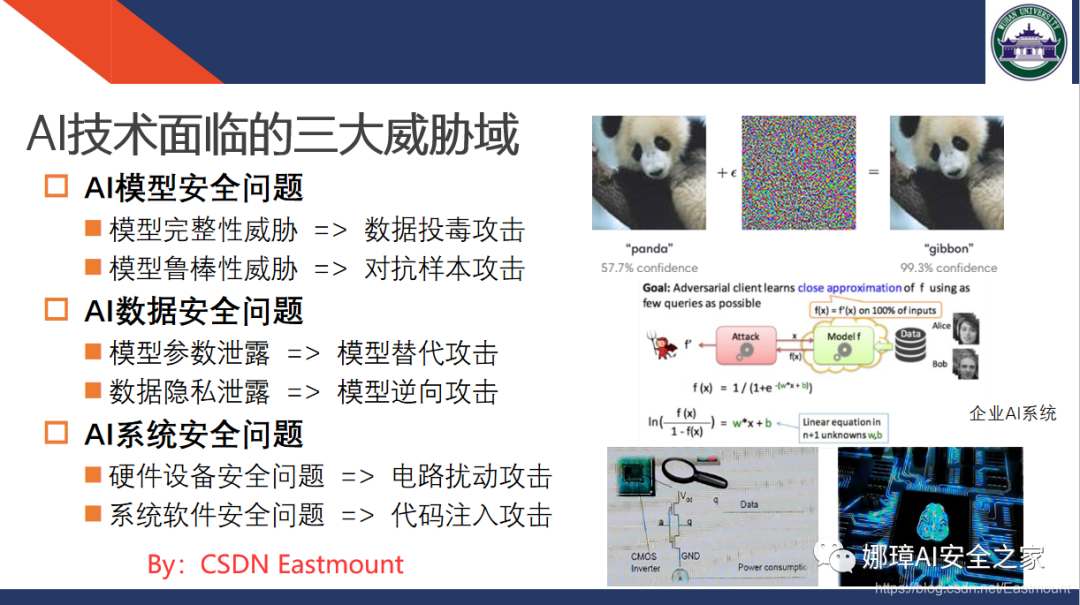 WUHAN UNIVERSITY
AI技术面临的三大威胁域
AI模型安全问题
模型完整性威胁 => 数据投毒攻击
模型鲁棒性威胁 => 对抗样本攻击
AI数据安全问题
模型参数泄露 => 模型替代攻击
数据隐私泄露 => 模型逆向攻击
AI系统安全问题
硬件设备安全问题 => 电路扰动攻击
系统软件安全问题 => 代码注入攻击
By：CSDN Eastmount
+ ϵ =
“panda” “gibbon”
57.7% confidence 99.3% confidence
Goal: Adversarial client learns close approximation of f using as
few queries as possible
f(x) = f’(x) on 100% of inputs
f’ Attack x f(x) Model f Data Alice
Bob
f (x) = 1 / (1+e -(w*x + b))
ln( f (x) / 1 - f(x) ) = w*x + b
Linear equation in
n+1 unknowns w,b
企业AI系统
q
Data
a q
GND
CMOS
Inverter
Power consumptic
A
娜璋AI安全之家
https://blog.csdn.net/Eastmount